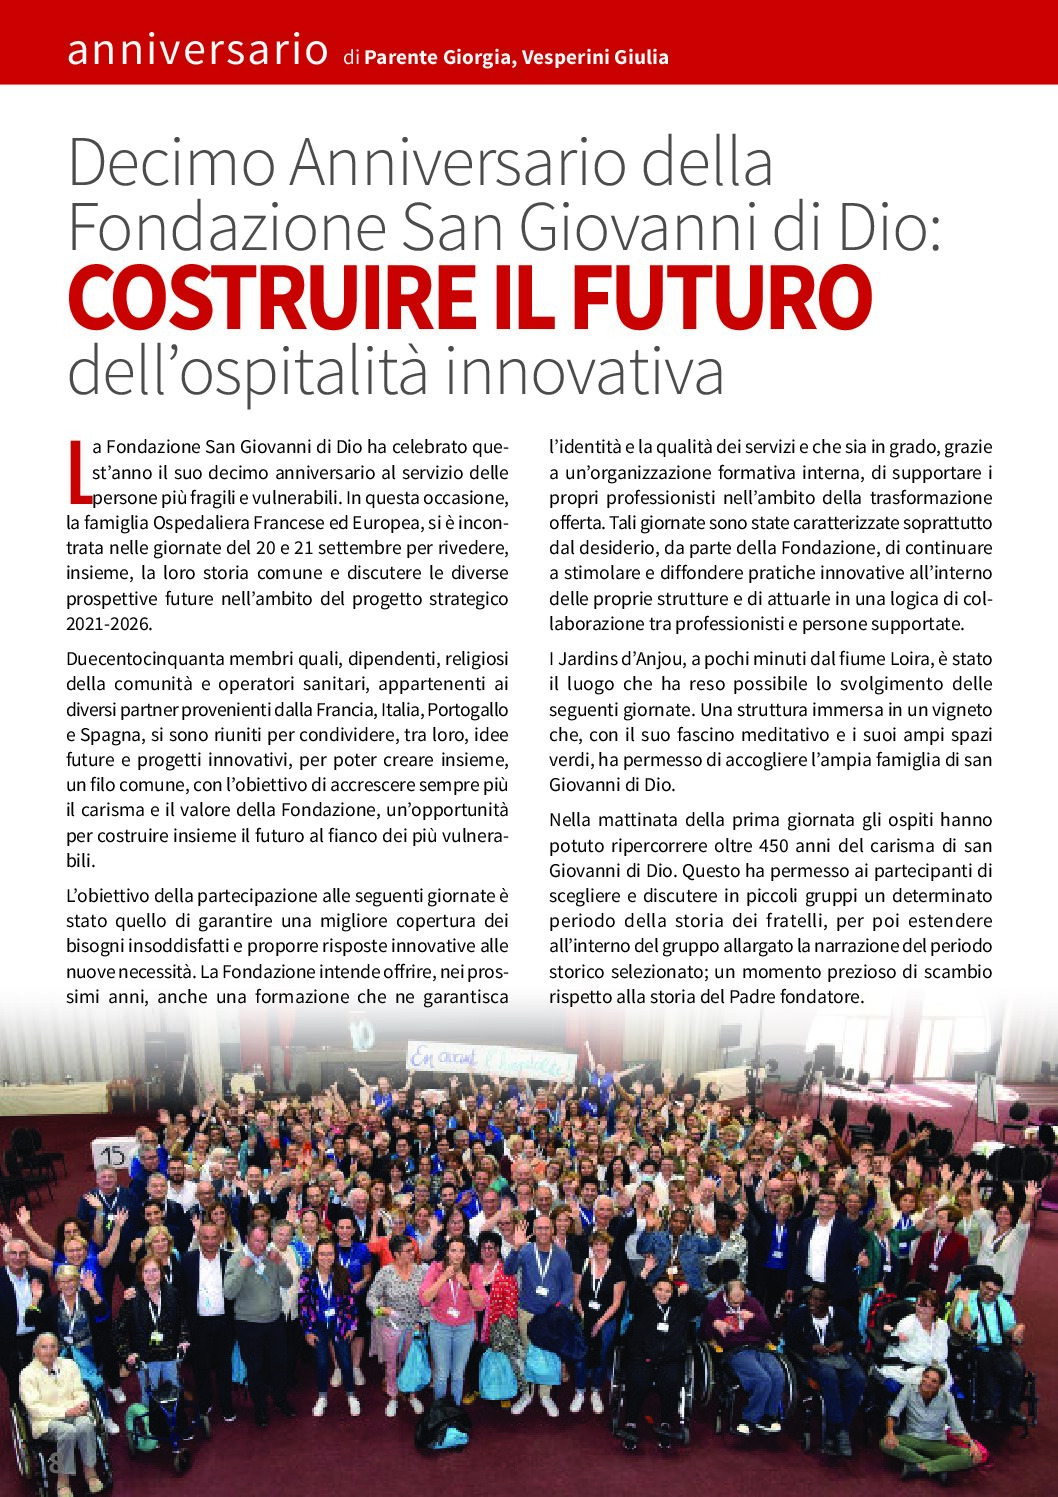 anniversario di Parente Giorgia, Vesperini Giulia
Decimo Anniversario della
Fondazione San Giovanni di Dio:
COSTRUIRE IL FUTURO
dell’ospitalità innovativa
La Fondazione San Giovanni di Dio ha celebrato que-
st’anno il suo decimo anniversario al servizio delle
persone più fragili e vulnerabili. In questa occasione,
la famiglia Ospedaliera Francese ed Europea, si è incon-
trata nelle giornate del 20 e 21 settembre per rivedere,
insieme, la loro storia comune e discutere le diverse
prospettive future nell’ambito del progetto strategico
2021-2026.
Duecentocinquanta membri quali, dipendenti, religiosi
della comunità e operatori sanitari, appartenenti ai
diversi partner provenienti dalla Francia, Italia, Portogallo
e Spagna, si sono riuniti per condividere, tra loro, idee
future e progetti innovativi, per poter creare insieme,
un filo comune, con l’obiettivo di accrescere sempre più
il carisma e il valore della Fondazione, un’opportunità
per costruire insieme il futuro al fianco dei più vulnera-
bili.
L’obiettivo della partecipazione alle seguenti giornate è
stato quello di garantire una migliore copertura dei
bisogni insoddisfatti e proporre risposte innovative alle
nuove necessità. La Fondazione intende offrire, nei pros-
simi anni, anche una formazione che ne garantisca
l’identità e la qualità dei servizi e che sia in grado, grazie
a un’organizzazione formativa interna, di supportare i
propri professionisti nell’ambito della trasformazione
offerta. Tali giornate sono state caratterizzate soprattutto
dal desiderio, da parte della Fondazione, di continuare
a stimolare e diffondere pratiche innovative all’interno
delle proprie strutture e di attuarle in una logica di col-
laborazione tra professionisti e persone supportate.
I Jardins d’Anjou, a pochi minuti dal fiume Loira, è stato
il luogo che ha reso possibile lo svolgimento delle
seguenti giornate. Una struttura immersa in un vigneto
che, con il suo fascino meditativo e i suoi ampi spazi
verdi, ha permesso di accogliere l’ampia famiglia di san
Giovanni di Dio.
Nella mattinata della prima giornata gli ospiti hanno
potuto ripercorrere oltre 450 anni del carisma di san
Giovanni di Dio. Questo ha permesso ai partecipanti di
scegliere e discutere in piccoli gruppi un determinato
periodo della storia dei fratelli, per poi estendere
all’interno del gruppo allargato la narrazione del periodo
storico selezionato; un momento prezioso di scambio
rispetto alla storia del Padre fondatore.
10
En avant l'hospitalité!
15
8